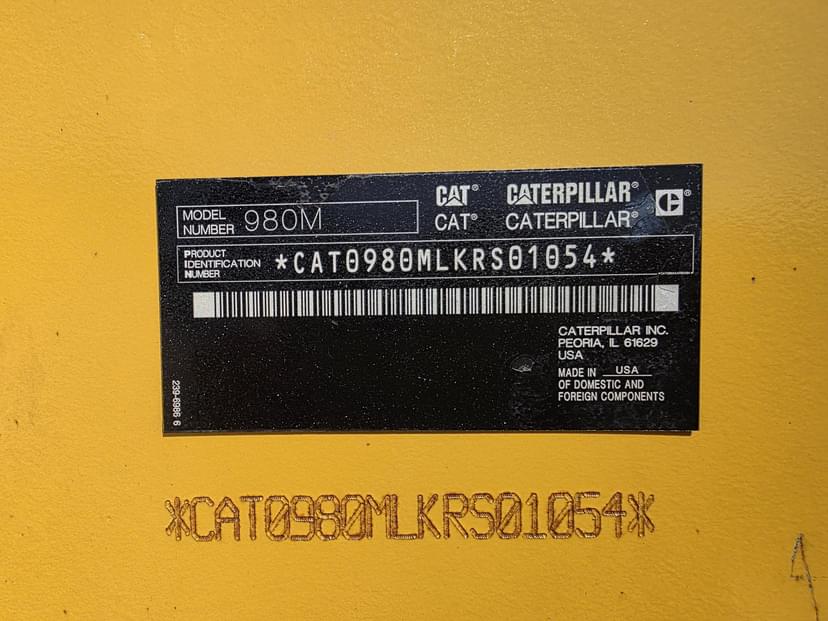 CAT® CATERPILLAR®
MODEL NUMBER 980M
CAT® CATERPILLAR® C®
PRODUCT
IDENTIFICATION
NUMBER
*CAT0980MLKRS01054*
CATERPILLAR INC.
PEORIA, IL 61629
USA
MADE IN USA
OF DOMESTIC AND
FOREIGN COMPONENTS
239-6986 6
*CAT0980MLKRS01054*